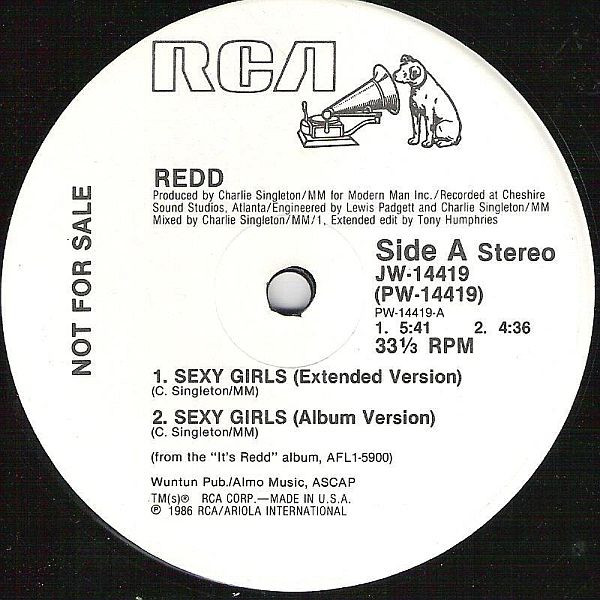 RCA
NOT FOR SALE
REDD
Produced by Charlie Singleton/MM for Modern Man Inc./Recorded at Cheshire
Sound Studios, Atlanta/Engineered by Lewis Padgett and Charlie Singleton/MM
Mixed by Charlie Singleton/MM/1, Extended edit by Tony Humphries
Side A Stereo
JW-14419
(PW-14419)
PW-14419-A
1. 5:41 2. 4:36
33⅓ RPM
1. SEXY GIRLS (Extended Version)
(C. Singleton/MM)
2. SEXY GIRLS (Album Version)
(C. Singleton/MM)
(from the "It's Redd" album, AFL1-5900)
Wuntun Pub./Almo Music, ASCAP
TM(s)® RCA CORP.—MADE IN U.S.A.
℗ 1986 RCA/ARIOLA INTERNATIONAL